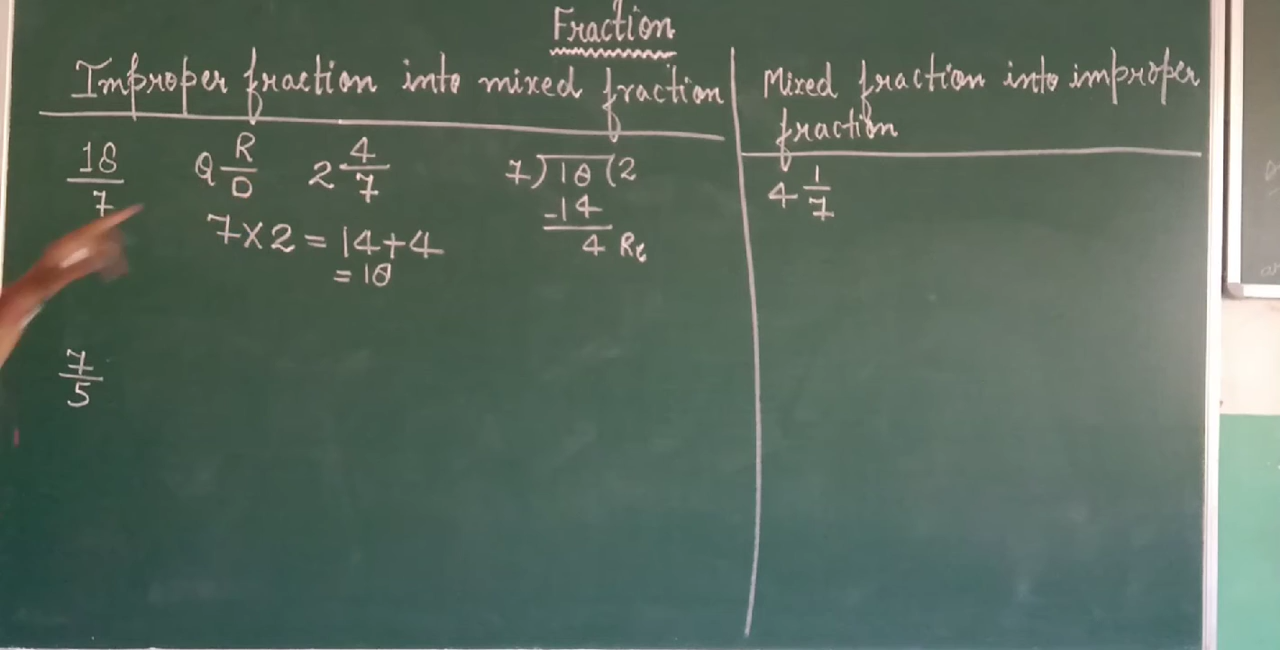 Fraction
Improper fraction into mixed fraction
18/7 Q R/D 2 4/7
7×2 = 14+4
= 18
7)18(2
-14
4 Re
7/5
Mixed fraction into improper
fraction
4 1/7